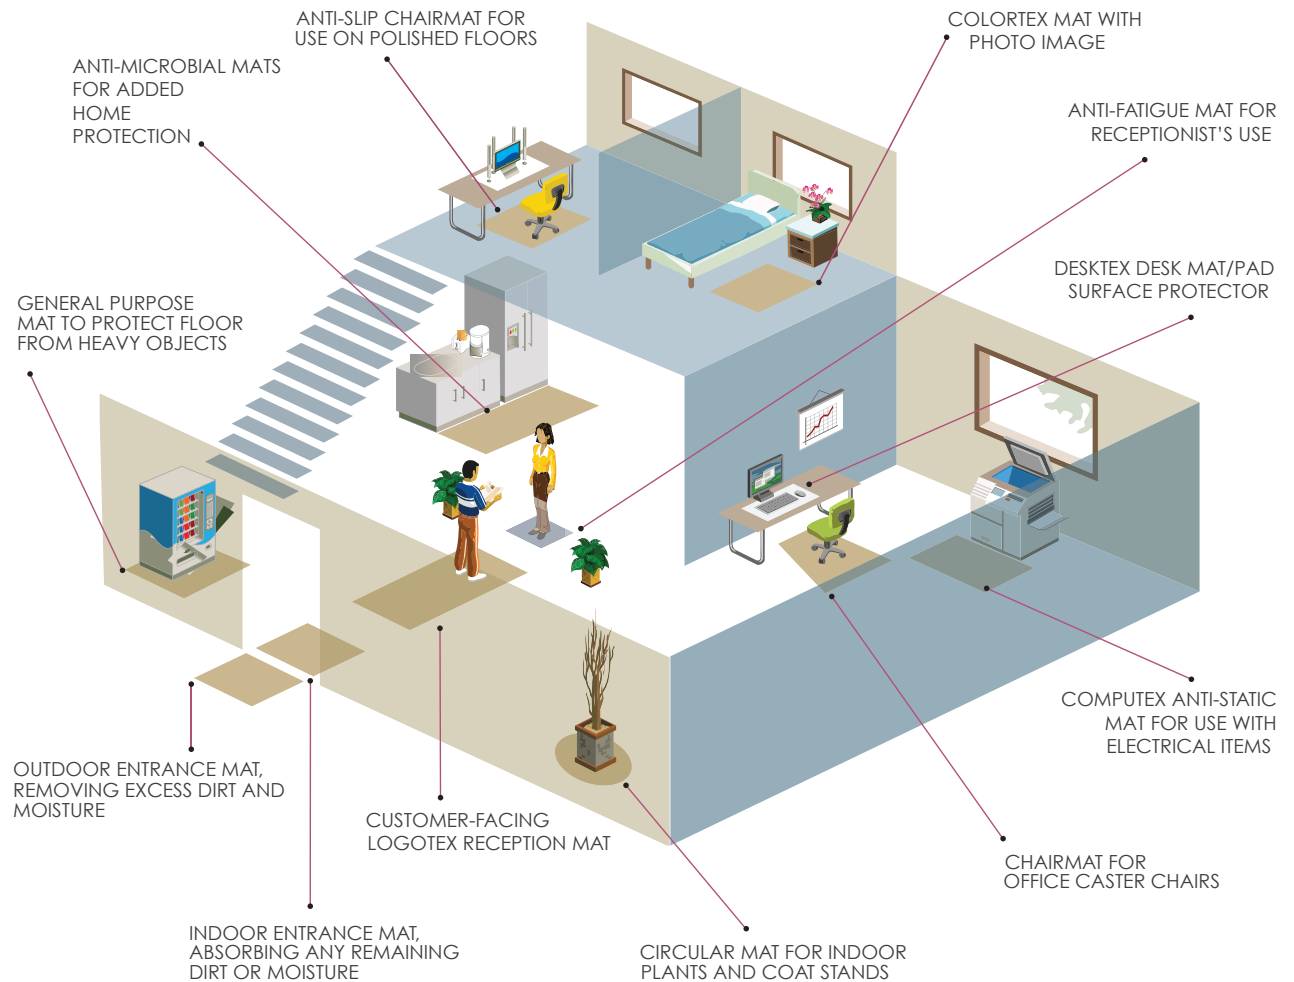 ANTI-SLIP CHAIRMAT FOR
USE ON POLISHED FLOORS
COLORTEX MAT WITH
PHOTO IMAGE
ANTI-MICROBIAL MATS
FOR ADDED
HOME
PROTECTION
ANTI-FATIGUE MAT FOR
RECEPTIONIST'S USE
DESKTEX DESK MAT/PAD
SURFACE PROTECTOR
GENERAL PURPOSE
MAT TO PROTECT FLOOR
FROM HEAVY OBJECTS
COMPUTEX ANTI-STATIC
MAT FOR USE WITH
ELECTRICAL ITEMS
OUTDOOR ENTRANCE MAT,
REMOVING EXCESS DIRT AND
MOISTURE
CUSTOMER-FACING
LOGOTEX RECEPTION MAT
CHAIRMAT FOR
OFFICE CASTER CHAIRS
INDOOR ENTRANCE MAT,
ABSORBING ANY REMAINING
DIRT OR MOISTURE
CIRCULAR MAT FOR INDOOR
PLANTS AND COAT STANDS